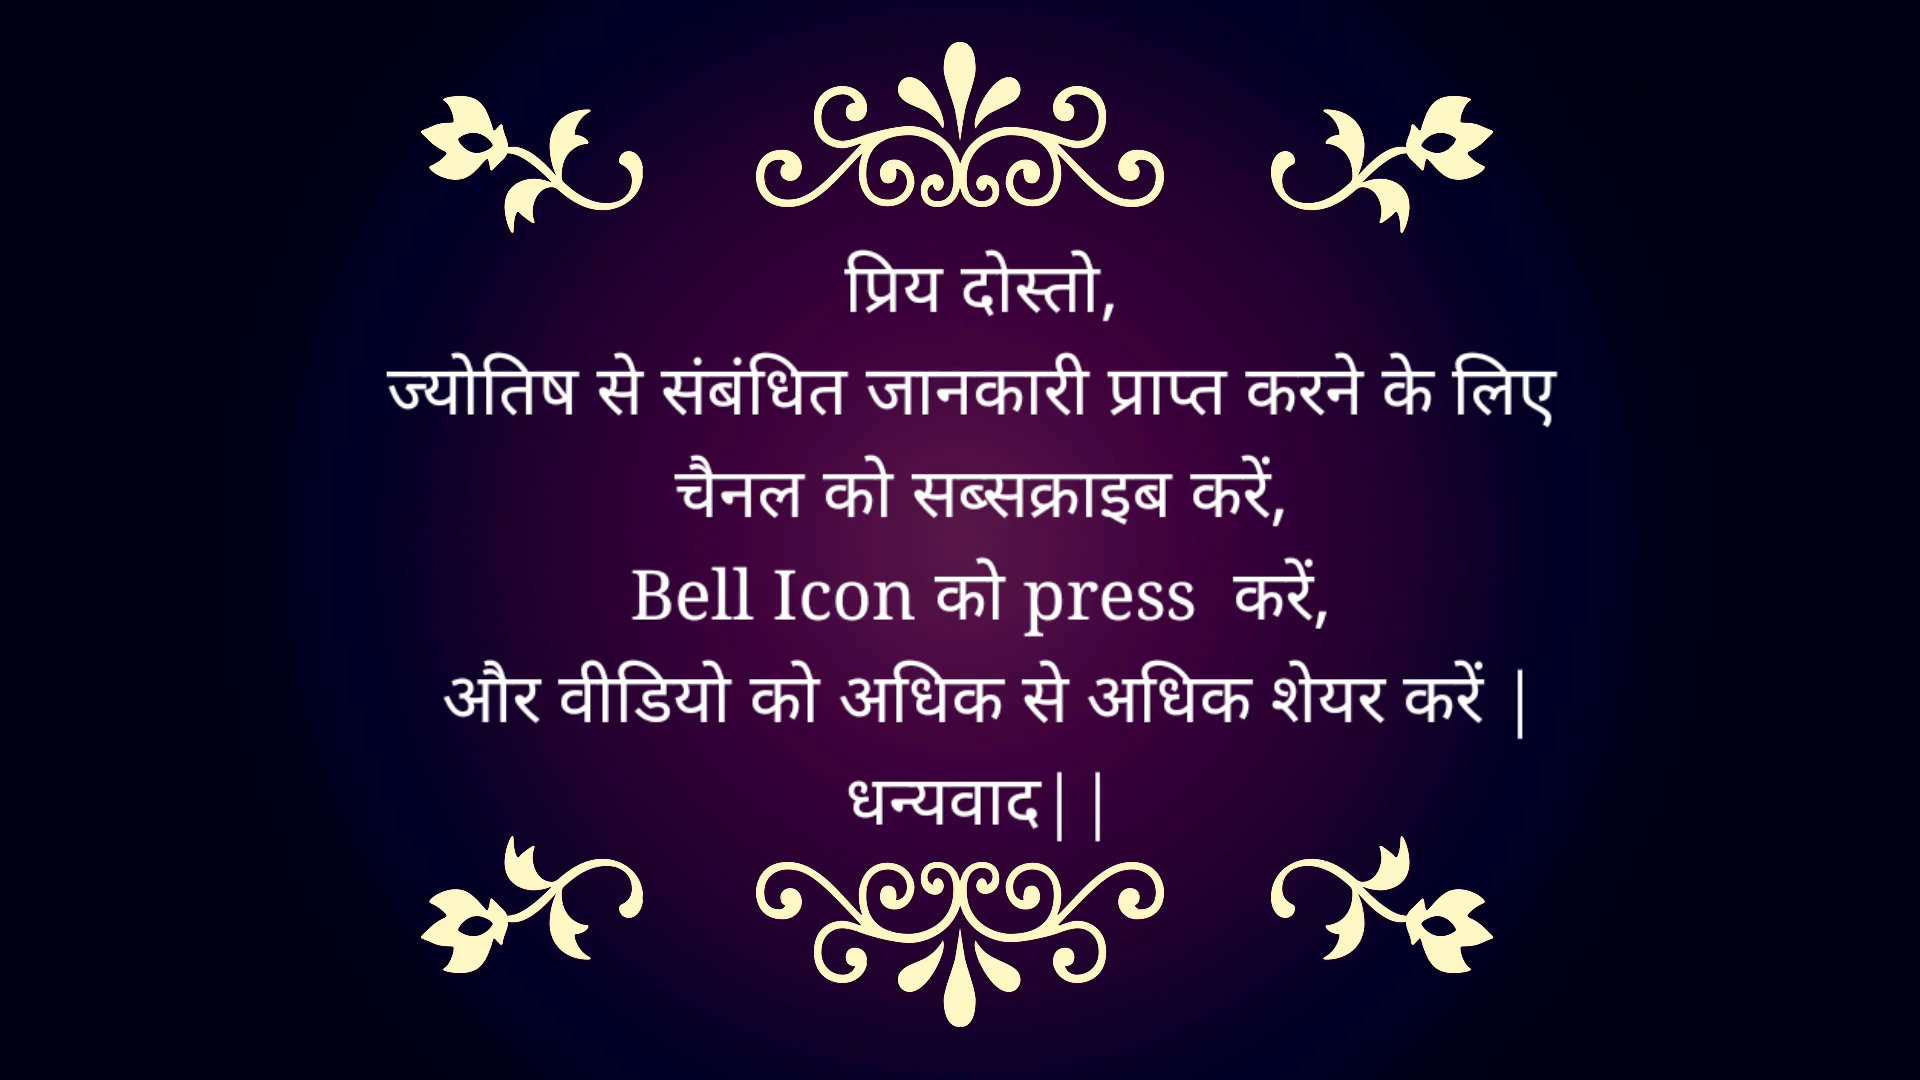 प्रिय दोस्तो,
ज्योतिष से संबंधित जानकारी प्राप्त करने के लिए
चैनल को सब्सक्राइब करें,
Bell Icon को press  करें,
और वीडियो को अधिक से अधिक शेयर करें |
धन्यवाद||